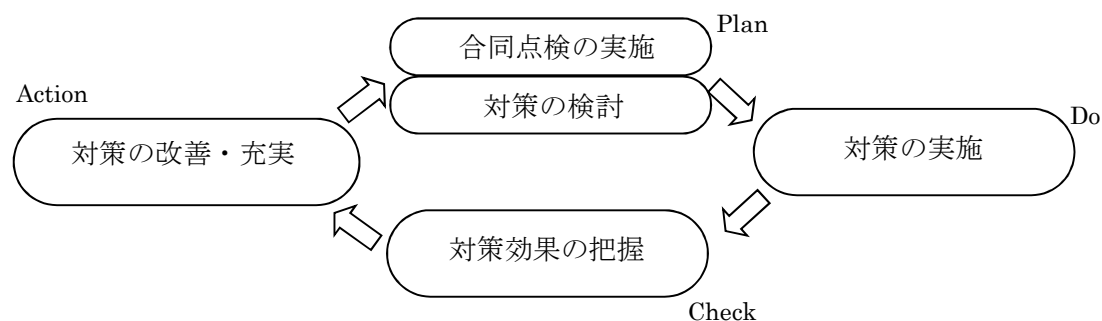 合同点検の実施
Plan
対策の検討
Action
対策の改善・充実
Do
対策の実施
対策効果の把握
Check